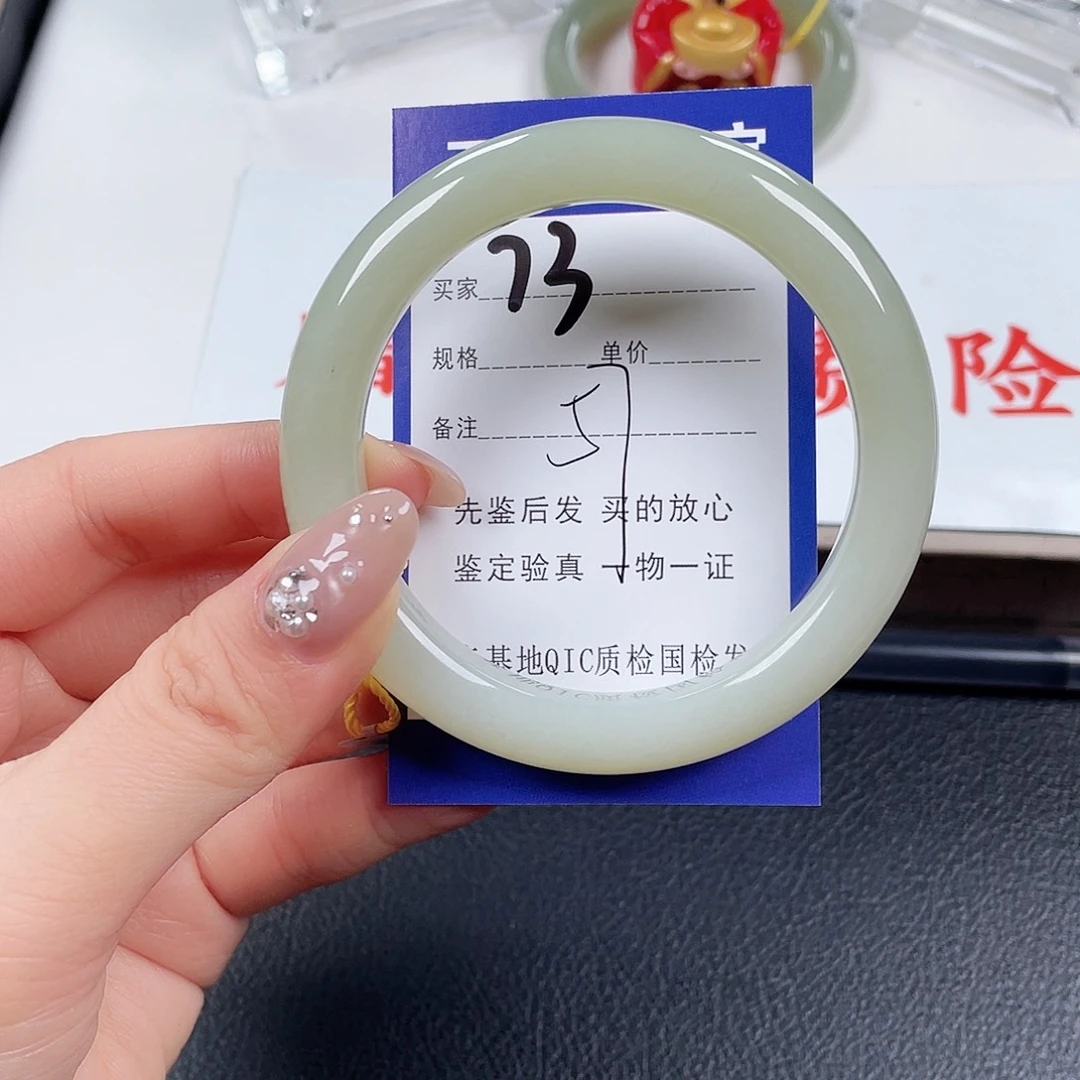 73
买家
规格 单价
备注
5
先鉴后发 买的放心
鉴定验真 一物一证
基地QIC质检国检发
险